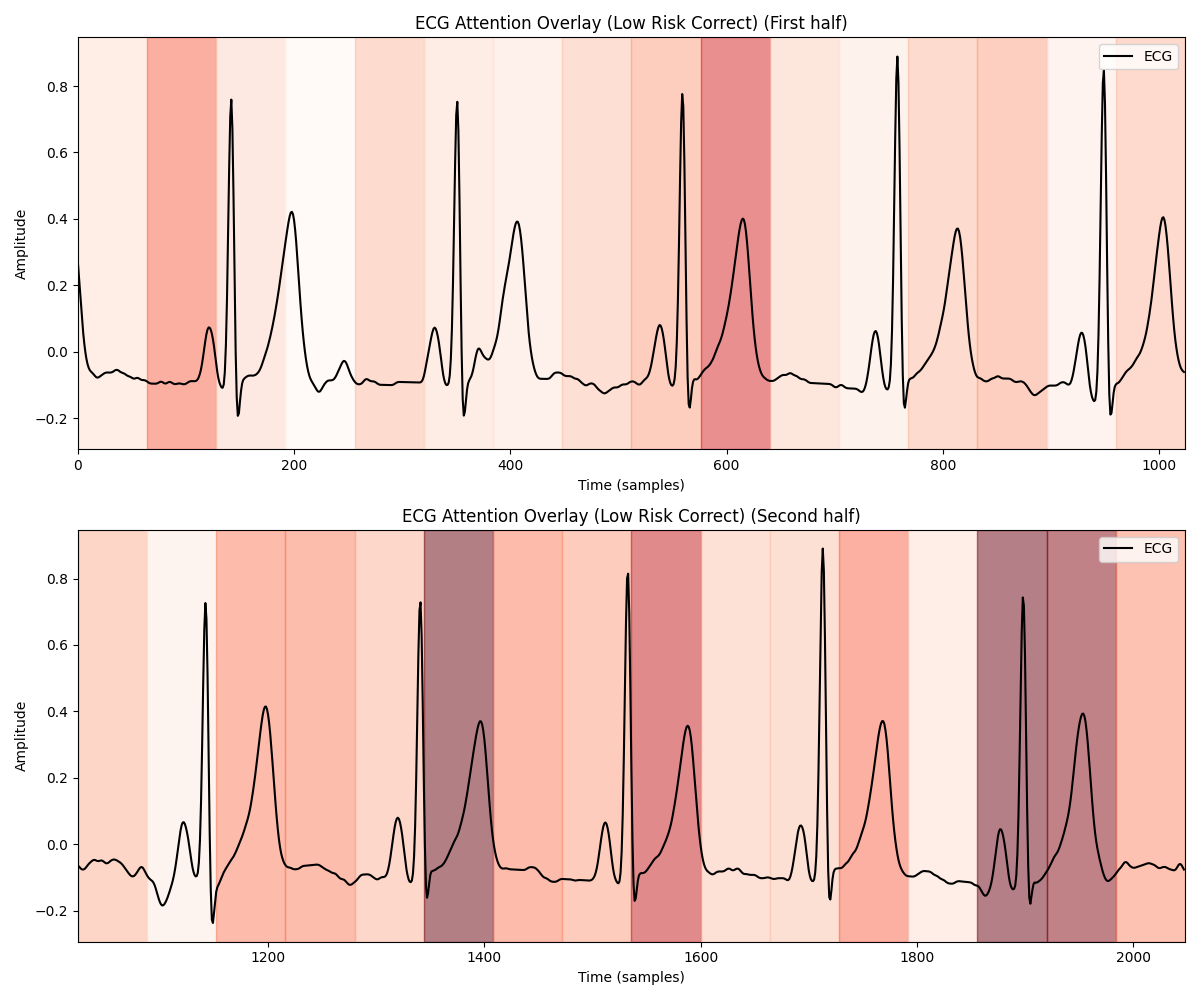 ECG Attention Overlay (Low Risk Correct) (First half)
ECG
0.8
0.6
0.4
0.2
0.0
−0.2
Amplitude
0 200 400 600 800 1000
Time (samples)
ECG Attention Overlay (Low Risk Correct) (Second half)
ECG
0.8
0.6
0.4
0.2
0.0
−0.2
Amplitude
1200 1400 1600 1800 2000
Time (samples)